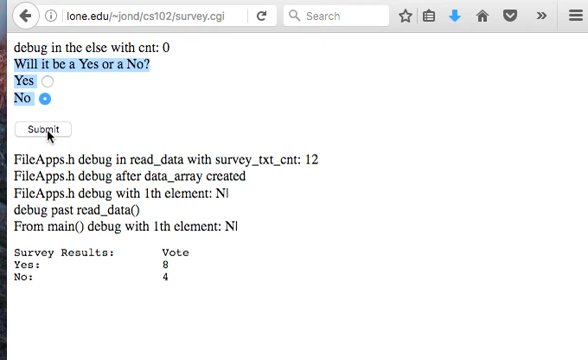 lone.edu/~jond/cs102/survey.cgi
Search
debug in the else with cnt: 0
Will it be a Yes or a No?
Yes
No
Submit
FileApps.h debug in read_data with survey_txt_cnt: 12
FileApps.h debug after data_array created
FileApps.h debug with 1th element: N
debug past read_data()
From main() debug with 1th element: N
Survey Results: Vote
Yes: 8
No: 4